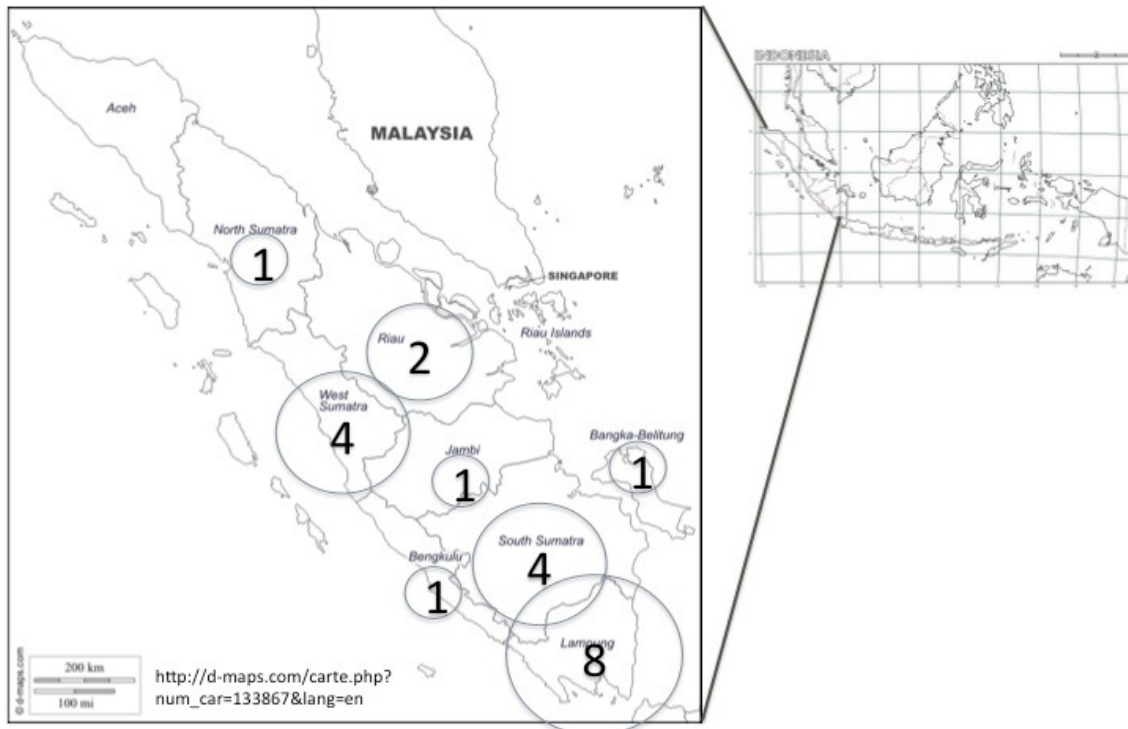 Aceh
MALAYSIA
North Sumatra
1
SINGAPORE
Riau
2
Riau Islands
West
Sumatra
4
Jambi
1
Bangka-Belitung
1
South Sumatra
4
Bengkulu
1
Lampung
8
200 km
100 mi
© d-maps.com
http://d-maps.com/carte.php?
num_car=133867&lang=en
INDONESIA